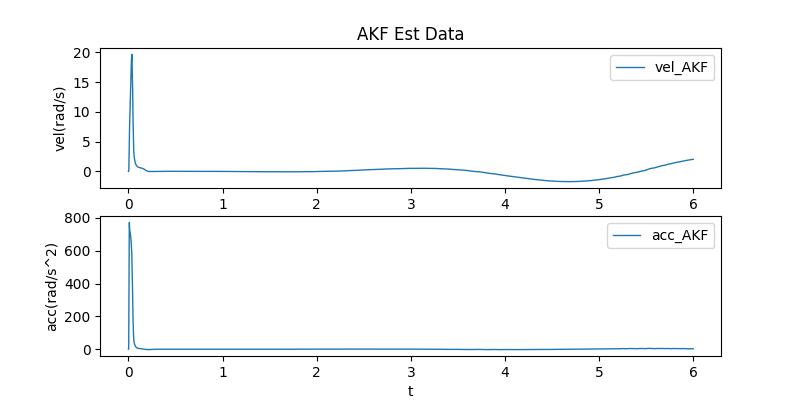 AKF Est Data
20
15
10
5
0
vel(rad/s)
vel_AKF
0 1 2 3 4 5 6
800
600
400
200
0
acc(rad/s^2)
acc_AKF
0 1 2 3 4 5 6
t